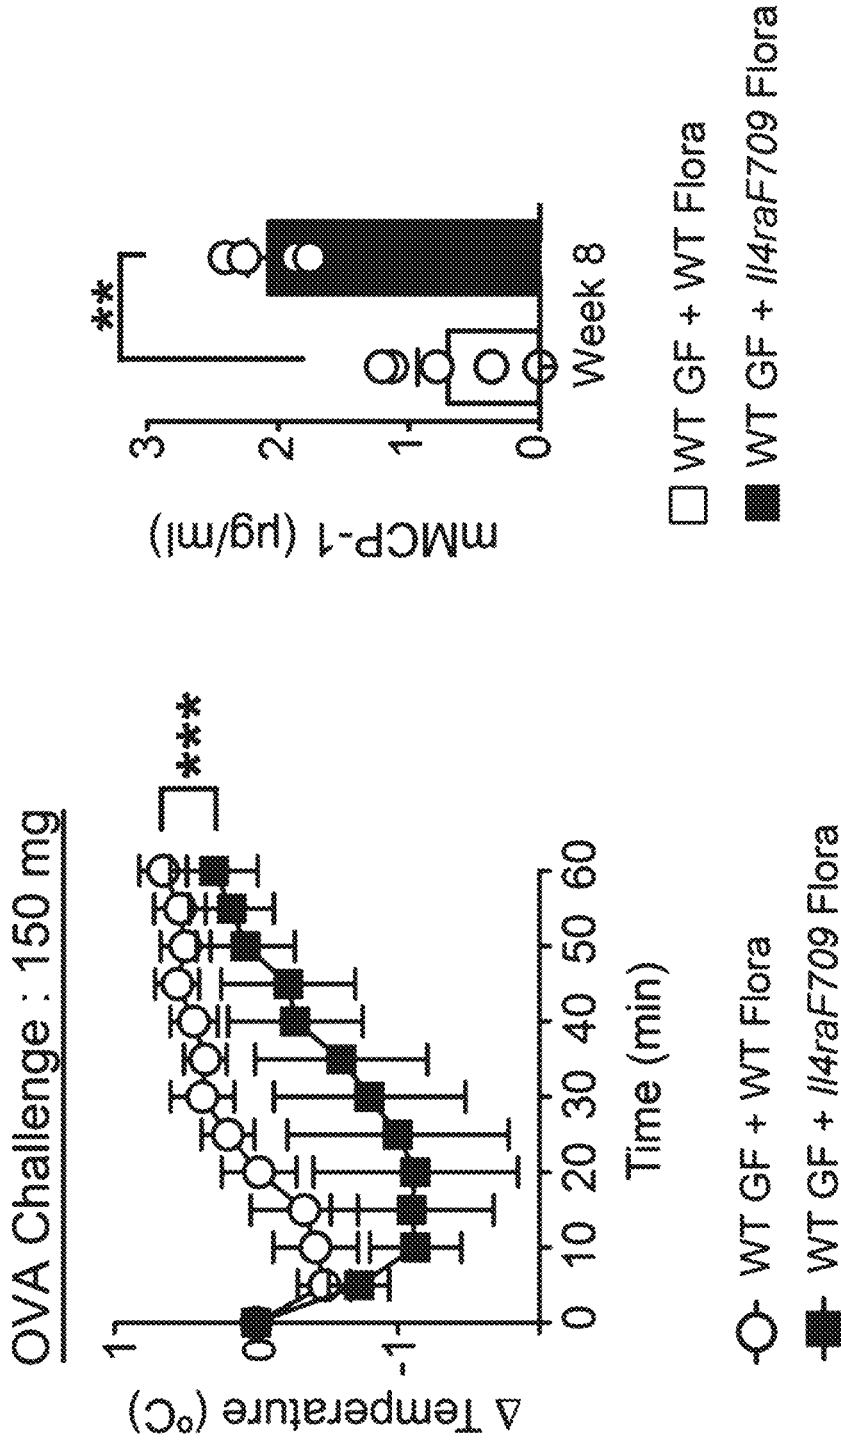 OVA Challenge : 150 mg
***
Δ Temperature (ºC)
1
0
-1
0 10 20 30 40 50 60
Time (min)
WT GF + WT Flora
WT GF + Il4raF709 Flora
**
mMCP-1 (µg/ml)
3
2
1
0
Week 8
WT GF + WT Flora
WT GF + Il4raF709 Flora